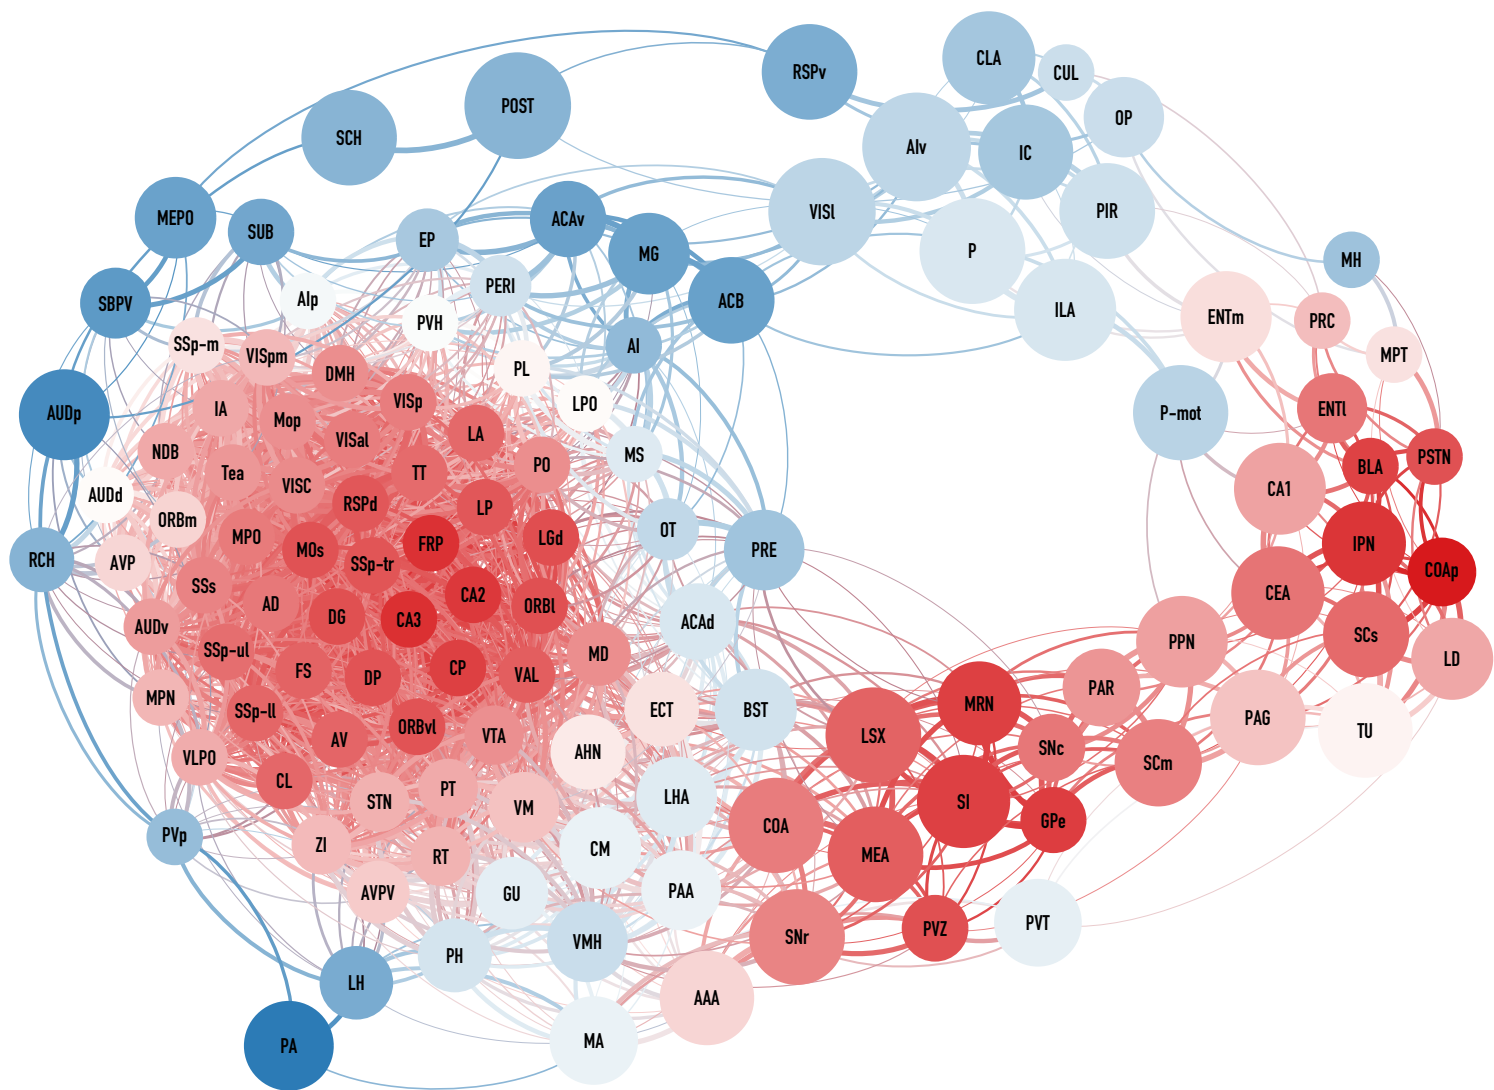 CLA
RSPv
CUL
POST
OP
SCH
AIv
IC
VISl
PIR
MEPO
SUB
ACAv
EP
MG
P
MH
PERI
ACB
SBPV
AIp
ILA
ENTm
PRC
PVH
SSp-m
VISpm
AI
MPT
PL
DMH
LPO
AUDp
IA
Mop
VISp
P-mot
ENTl
VISal
LA
NDB
Tea
TT
PO
MS
BLA
PSTN
AUDd
VISC
CA1
RSPd
LP
ORBm
MPO
MOs
FRP
LGd
OT
PRE
IPN
RCH
AVP
SSp-tr
COAp
SSs
AD
CA2
ORBl
CEA
DG
CA3
ACAd
AUDv
SCs
PPN
SSp-ul
FS
DP
CP
VAL
MD
LD
MPN
PAR
SSp-ll
ORBvl
ECT
BST
MRN
PAG
AV
VTA
LSX
TU
VLPO
AHN
SNc
SCm
CL
STN
PT
VM
LHA
SI
PVp
ZI
RT
CM
COA
MEA
GPe
AVPV
GU
PAA
PVT
PH
VMH
SNr
PVZ
LH
AAA
PA
MA